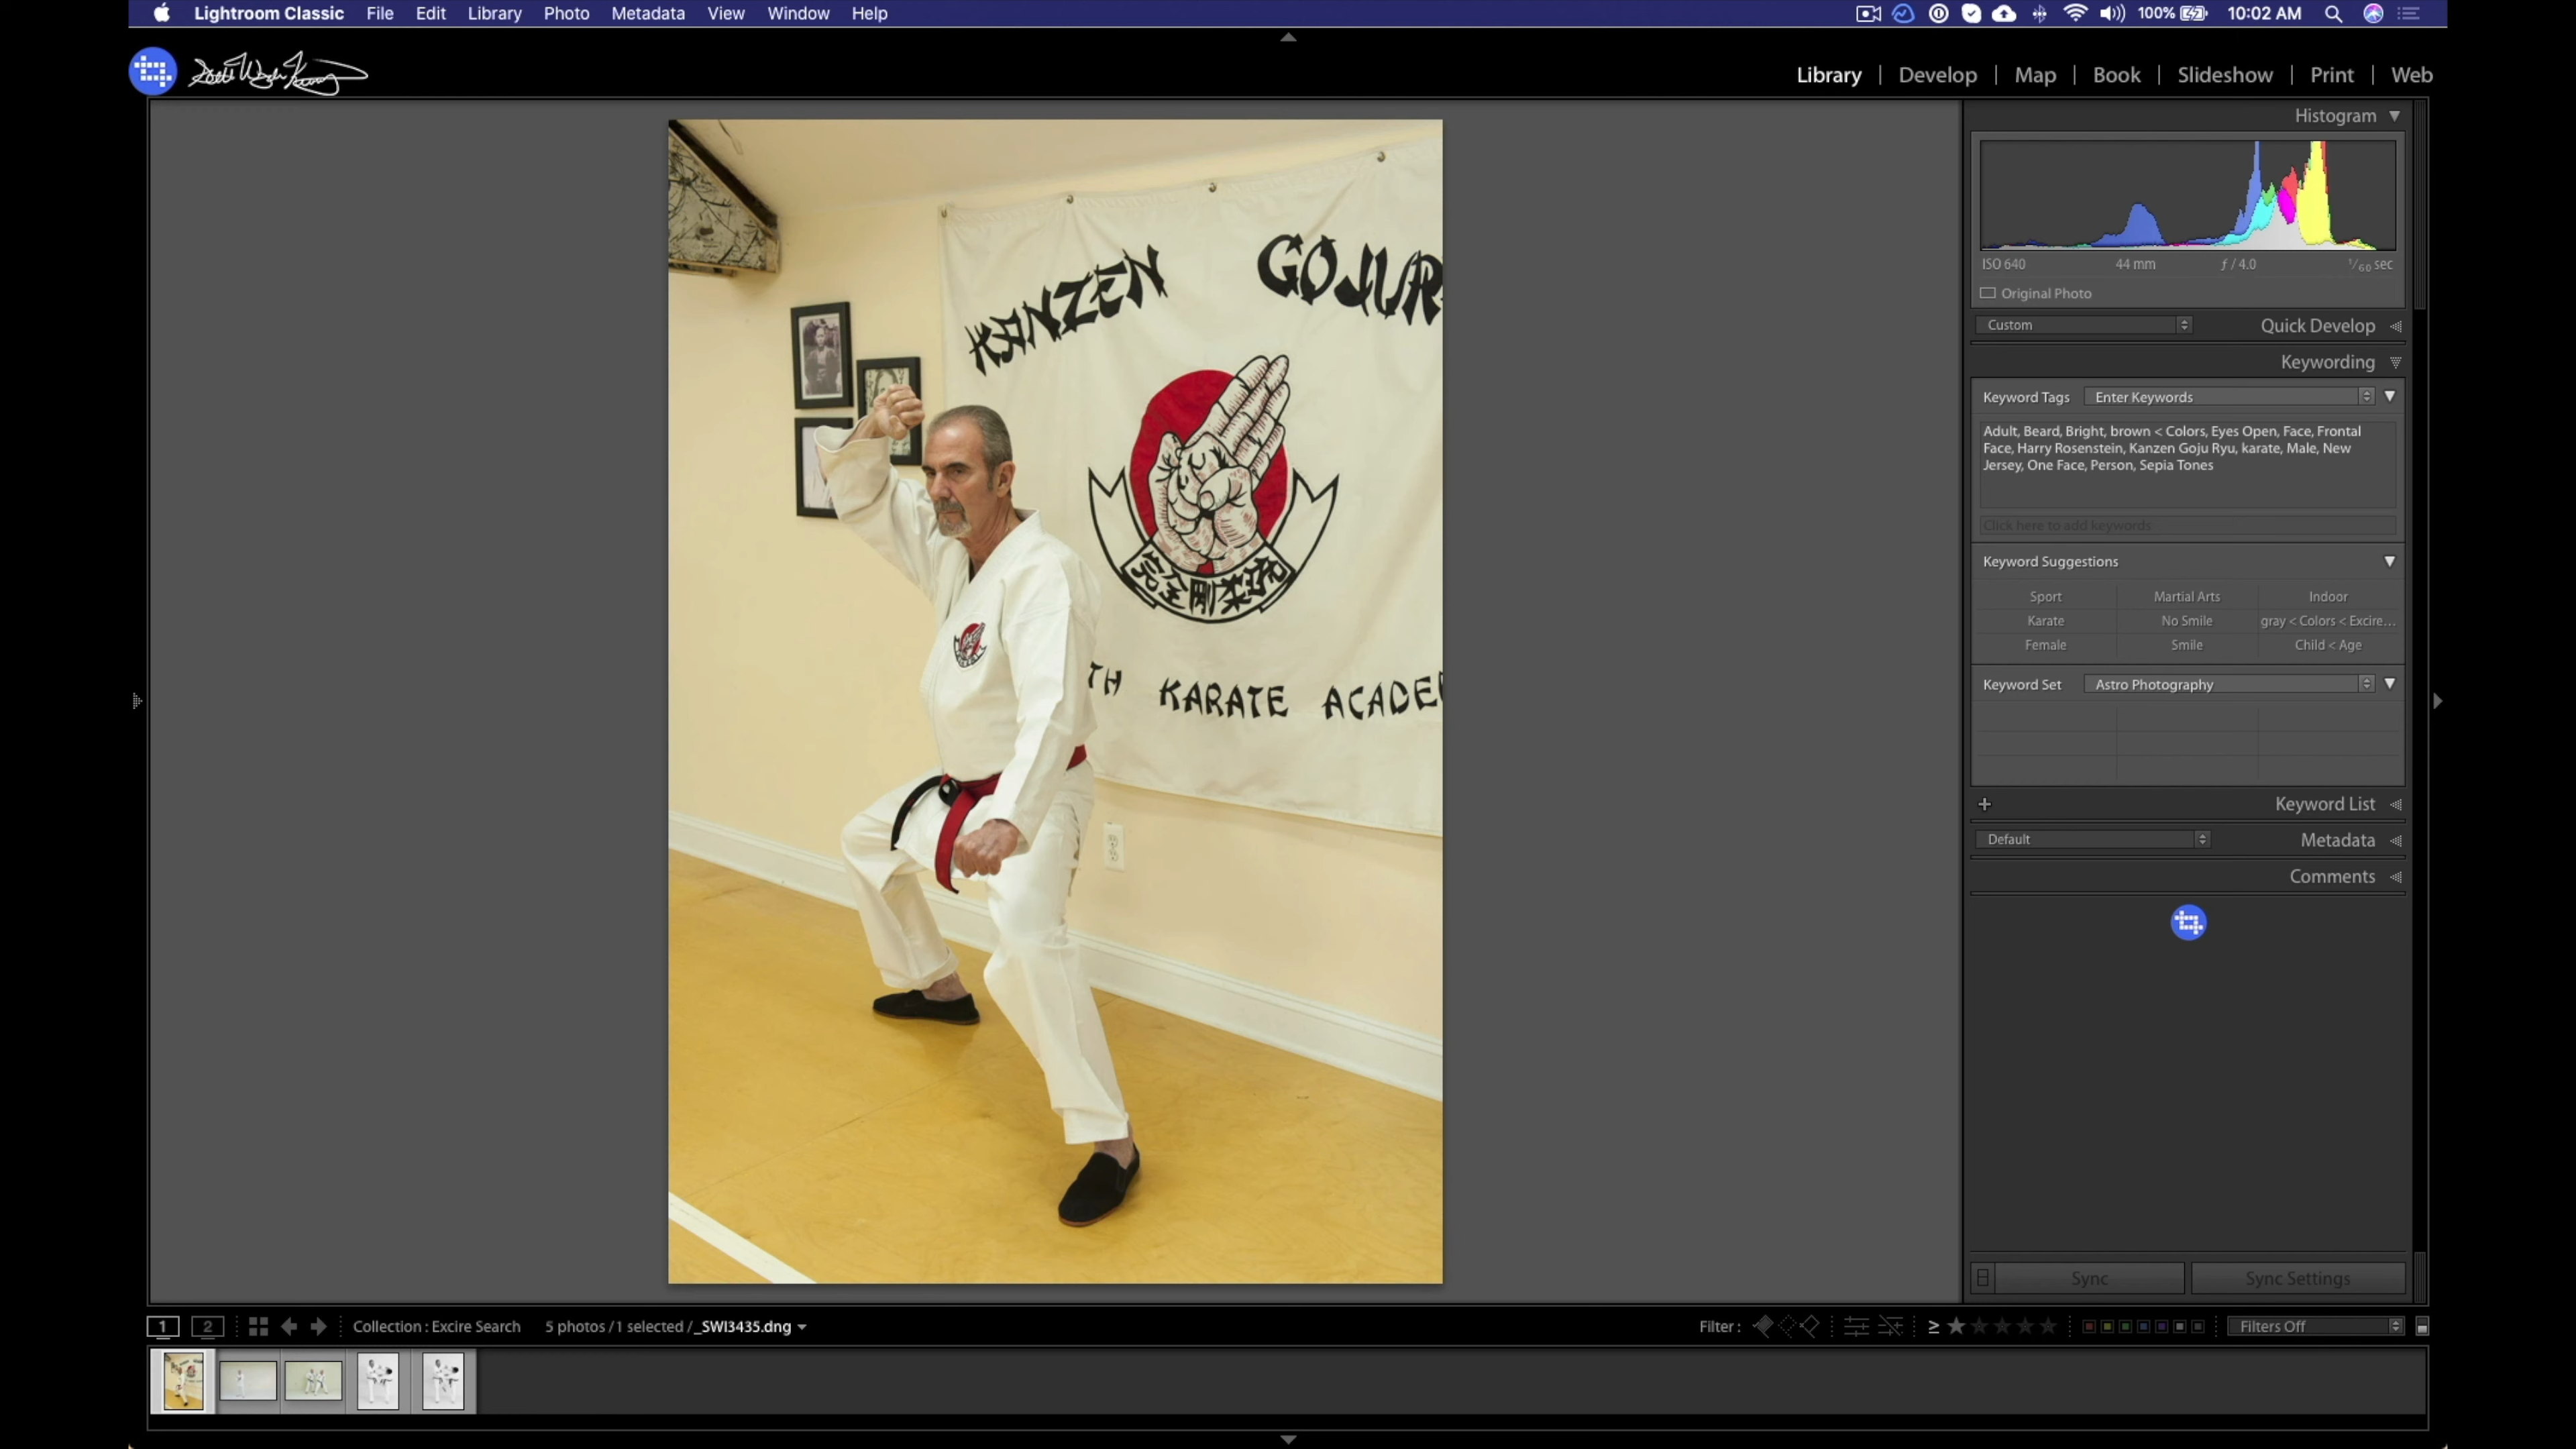 Lightroom Classic File Edit Library Photo Metadata View Window Help
100% 10:02 AM
Library | Develop | Map | Book | Slideshow | Print | Web
Histogram
ISO 640 44 mm ƒ / 4.0 1/60 sec
Original Photo
Custom Quick Develop
Keywording
Keyword Tags Enter Keywords
Adult, Beard, Bright, brown < Colors, Eyes Open, Face, Frontal
Face, Harry Rosenstein, Kanzen Goju Ryu, karate, Male, New
Jersey, One Face, Person, Sepia Tones
Click here to add keywords
Keyword Suggestions
Sport Martial Arts Indoor
Karate No Smile gray < Colors < Excire...
Female Smile Child < Age
Keyword Set Astro Photography
Keyword List
Default Metadata
Comments
Sync Sync Settings
KANZEN GOJUR
完全剛柔
TH KARATE ACADE
1 2 Collection : Excire Search 5 photos / 1 selected / _SWI3435.dng Filter : ≥ Filters Off